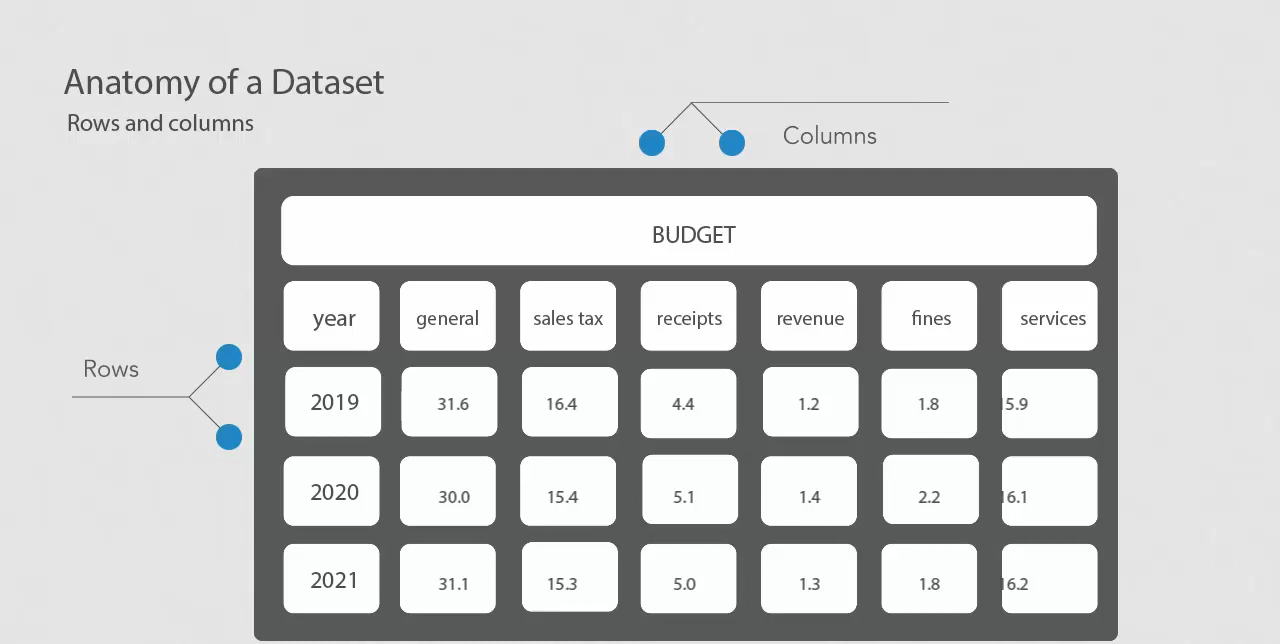 Anatomy of a Dataset
Rows and columns
Columns
BUDGET
year general sales tax receipts revenue fines services
Rows
2019 31.6 16.4 4.4 1.2 1.8 15.9
2020 30.0 15.4 5.1 1.4 2.2 16.1
2021 31.1 15.3 5.0 1.3 1.8 16.2